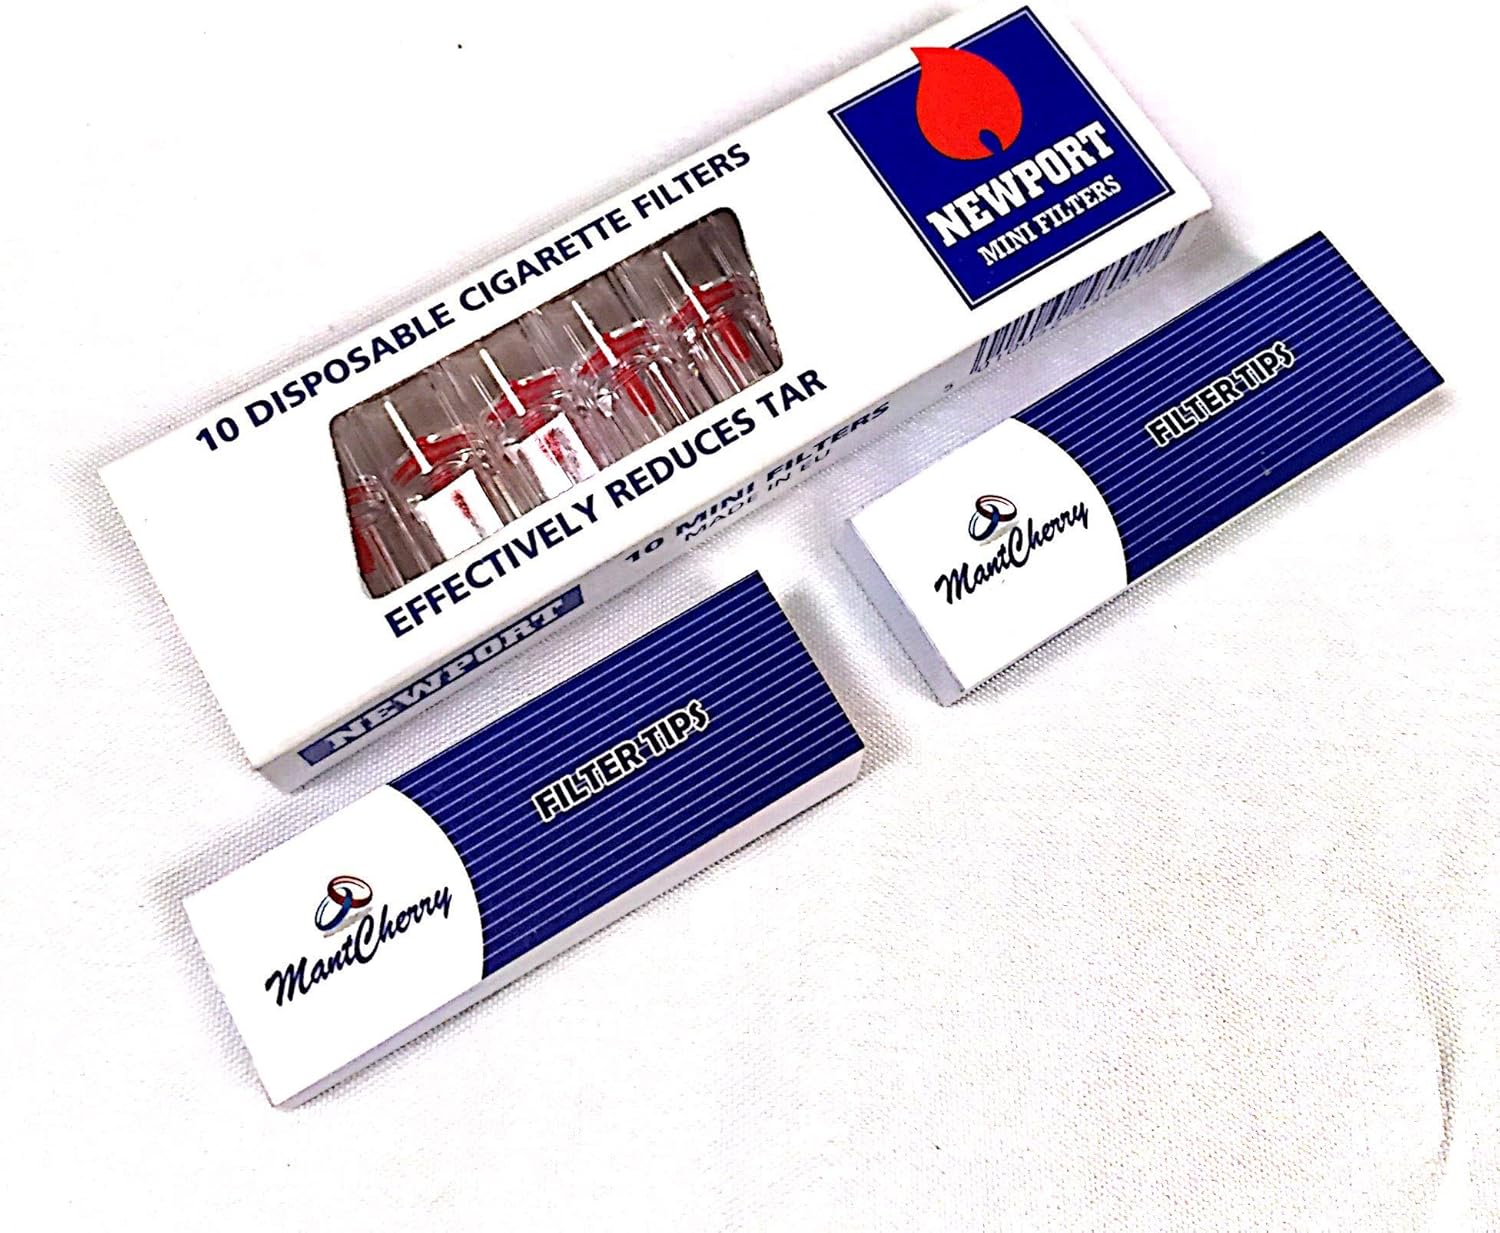 10 DISPOSABLE CIGARETTE FILTERS
NEWPORT
MINI FILTERS
EFFECTIVELY REDUCES TAR
NEWPORT
10 MINI FILTERS
MADE IN EU
5
FILTER TIPS
MantCherry
FILTER TIPS
MantCherry